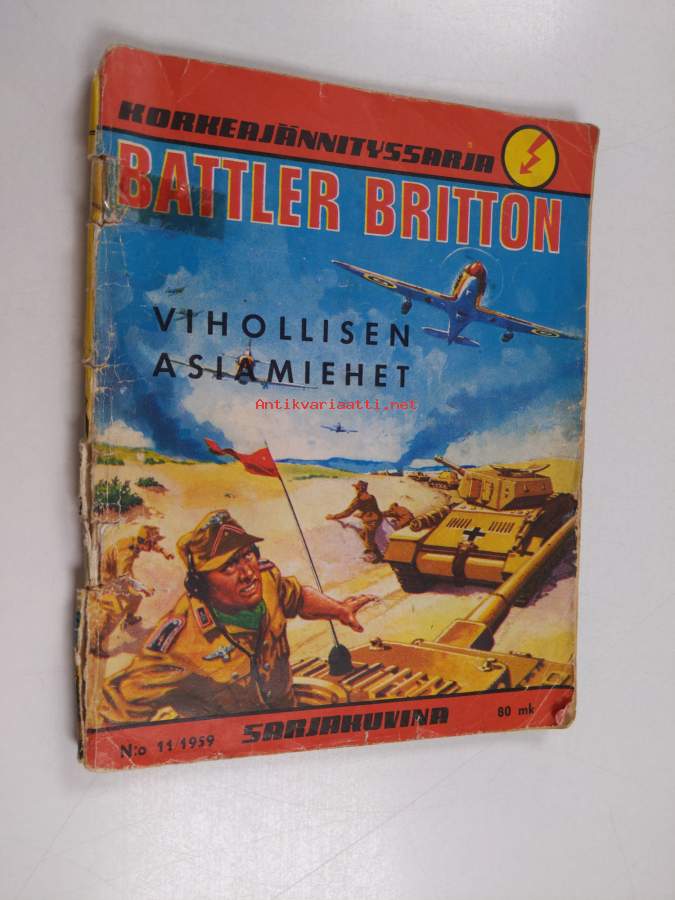 KORKEAJÄNNITYSSARJA
BATTLER BRITTON
VIHOLLISEN
ASIAMIEHET
Antikvariaatti.net
N:o 11/1959
SARJAKUVINA
80 mk